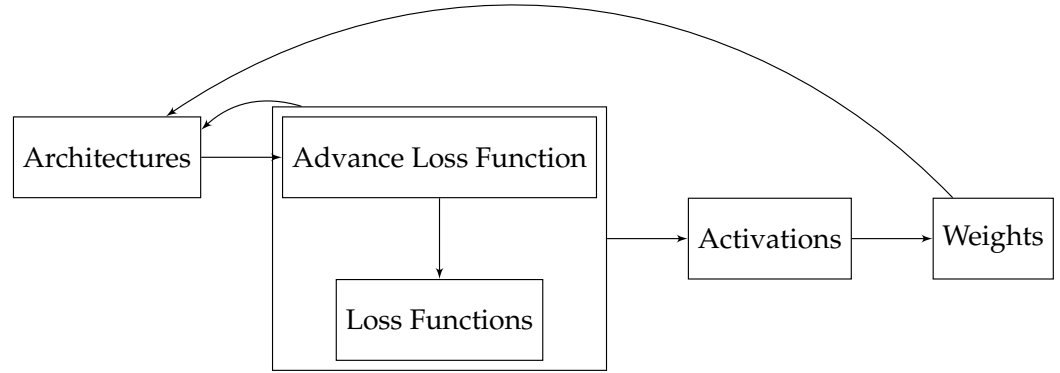 Architectures
Advance Loss Function
Loss Functions
Activations
Weights